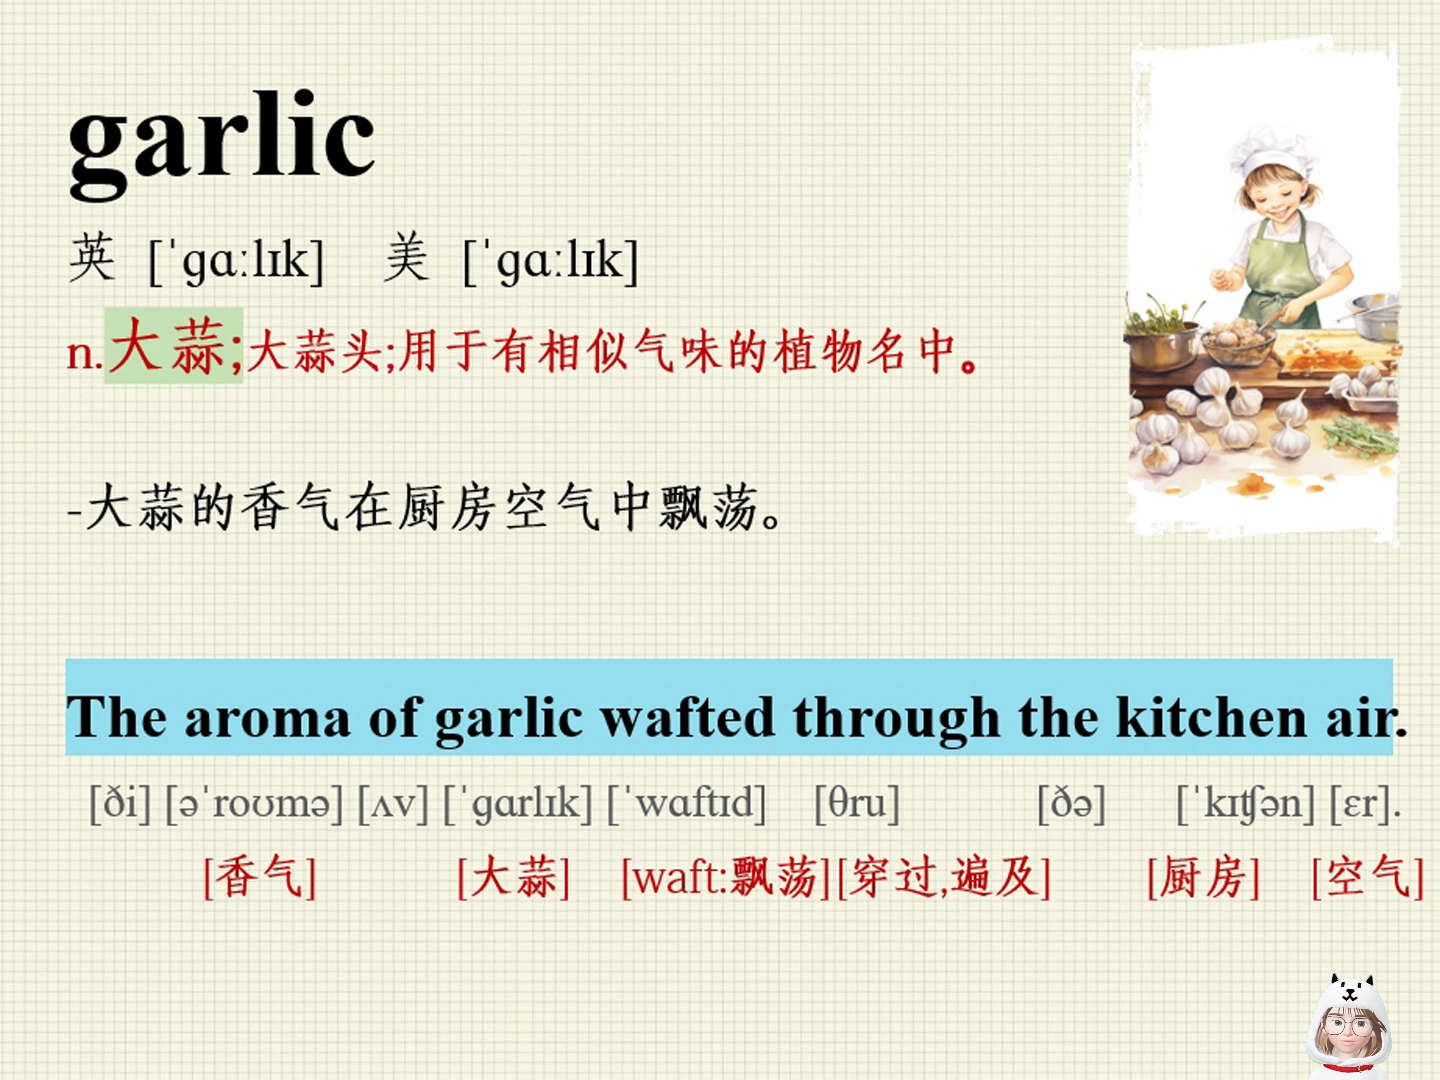 garlic
英 [ˈɡɑːlɪk] 美 [ˈɡɑːlɪk]
n.大蒜;大蒜头;用于有相似气味的植物名中。
-大蒜的香气在厨房空气中飘荡。
The aroma of garlic wafted through the kitchen air.
[ði] [əˈroʊmə] [ʌv] [ˈɡɑrlɪk] [ˈwɑftɪd] [θru] [ðə] [ˈkɪʧən] [ɛr].
[香气] [大蒜] [waft:飘荡][穿过,遍及] [厨房] [空气]